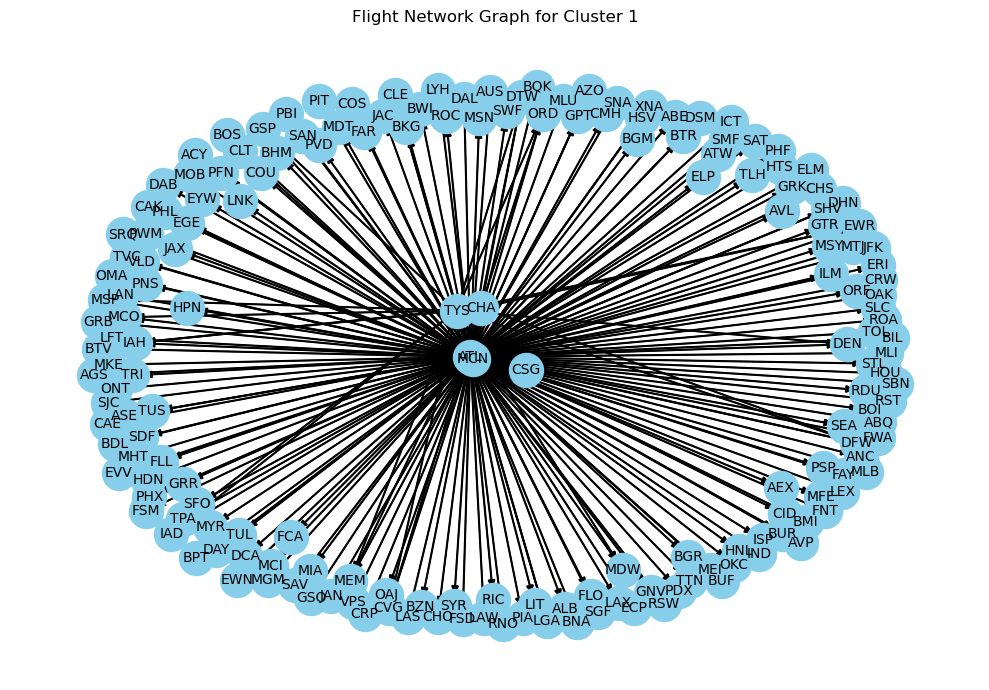 Flight Network Graph for Cluster 1
LYH
BOK
AZO
CLE
AUS
DAL
DTW
PIT
COS
BWI
MLU
SNA
XNA
PBI
JAC
ROC
MSN
SWF
ORD
GPT
CMH
HSV
ABE
DSM
ICT
BOS
GSP
SAN
MDT
FAR
BKG
BGM
BTR
SMF
SAT
ACY
CLT
BHM
PVD
ATW
PHF
MOB
PFN
COU
ELP
TLH
HTS
ELM
DAB
EYW
LNK
GRK
CHS
CAK
PHL
EGE
AVL
SHV
DHN
SRQ
PWM
JAX
GTR
EWR
TVC
VLD
MSY
MTJ
JFK
OMA
PNS
ILM
ERI
MSP
LAN
HPN
TYS
CHA
ORF
CRW
OAK
GRB
MCO
SLC
ROA
LFT
IAH
DEN
TOL
BIL
BTV
MKE
ATL
MCN
CSG
STL
MLI
AGS
TRI
HOU
ONT
SBN
SJC
ASE
TUS
RDU
RST
CAE
SEA
BOI
ABQ
BDL
SDF
DFW
FWA
EVV
MHT
FLL
PSP
ANC
HDN
GRR
AEX
FAY
MLB
PHX
SFO
MFE
LEX
FSM
TPA
CID
FNT
IAD
MYR
TUL
FCA
BUR
BMI
BPT
DAY
DCA
ISP
AVP
EWN
MCI
MIA
MDW
BGR
HNL
IND
MGM
SAV
MEM
MEI
OKC
GSO
JAN
VPS
OAJ
BZN
SYR
RIC
LIT
FLO
GNV
TTN
BUF
CRP
CVG
LAS
CHO
FSD
LAW
RNO
PIA
LGA
ALB
BNA
SGF
LAX
ECP
RSW
PDX